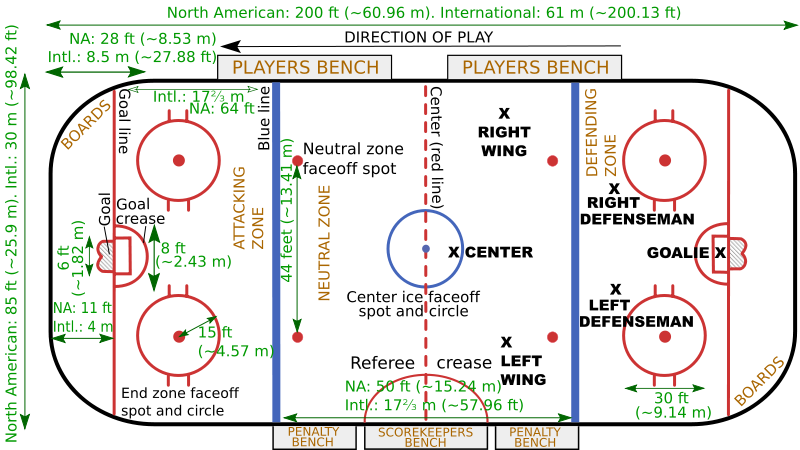 North American: 200 ft (~60.96 m). International: 61 m (~200.13 ft)
NA: 28 ft (~8.53 m)
Intl.: 8.5 m (~27.88 ft)
DIRECTION OF PLAY
PLAYERS BENCH
PLAYERS BENCH
North American: 85 ft (~25.9 m). Intl.: 30 m (~98.42 ft)
BOARDS
Goal line
Intl.: 17⅔ m
NA: 64 ft
Blue line
Center (red line)
X
RIGHT
WING
DEFENDING
ZONE
Neutral zone
faceoff spot
44 feet (~13.41 m)
ATTACKING
ZONE
NEUTRAL ZONE
X
RIGHT
DEFENSEMAN
Goal
Goal
crease
6 ft
(~1.82 m)
8 ft
(~2.43 m)
X CENTER
GOALIE X
Center ice faceoff
spot and circle
X
LEFT
DEFENSEMAN
NA: 11 ft
Intl.: 4 m
15 ft
(~4.57 m)
X
LEFT
WING
Referee crease
NA: 50 ft (~15.24 m)
Intl.: 17⅔ m (~57.96 ft)
End zone faceoff
spot and circle
30 ft
(~9.14 m)
BOARDS
PENALTY
BENCH
SCOREKEEPERS
BENCH
PENALTY
BENCH